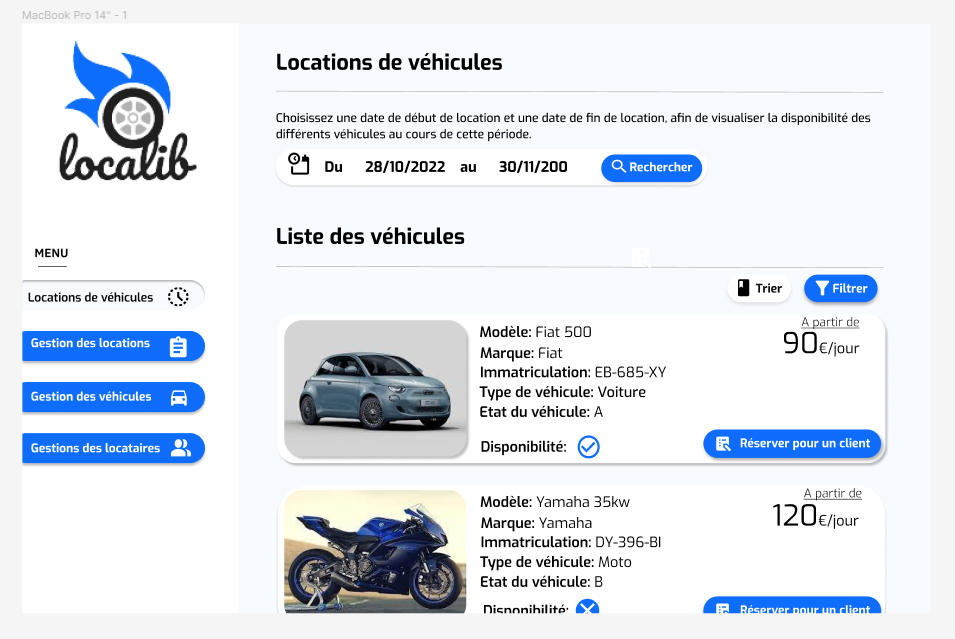 MacBook Pro 14" - 1
localib
MENU
Locations de véhicules
Gestion des locations
Gestion des véhicules
Gestions des locataires
Locations de véhicules
Choisissez une date de début de location et une date de fin de location, afin de visualiser la disponibilité des
différents véhicules au cours de cette période.
Du 28/10/2022 au 30/11/200 Rechercher
Liste des véhicules
Trier Filtrer
Modèle: Fiat 500
Marque: Fiat
Immatriculation: EB-685-XY
Type de véhicule: Voiture
Etat du véhicule: A
Disponibilité:
A partir de
90€/jour
Réserver pour un client
Modèle: Yamaha 35kw
Marque: Yamaha
Immatriculation: DY-396-BI
Type de véhicule: Moto
Etat du véhicule: B
Disponibilité:
A partir de
120€/jour
Réserver pour un client